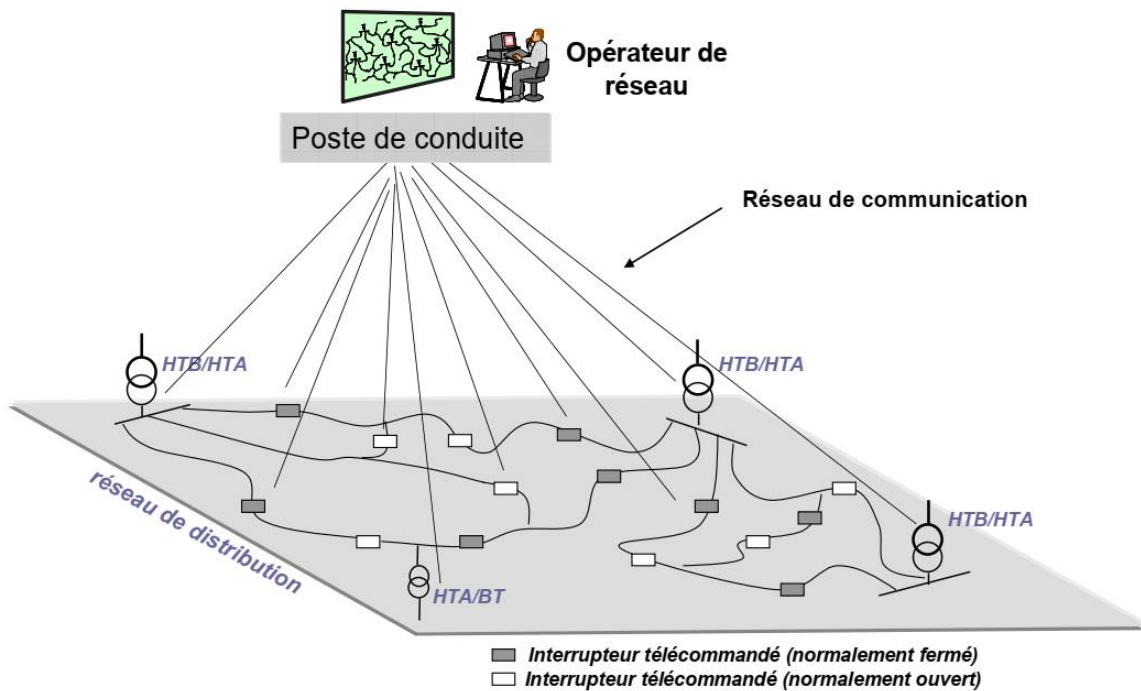 Opérateur de
réseau
Poste de conduite
Réseau de communication
HTB/HTA
HTB/HTA
HTB/HTA
réseau de distribution
HTA/BT
Interrupteur télécommandé (normalement fermé)
Interrupteur télécommandé (normalement ouvert)